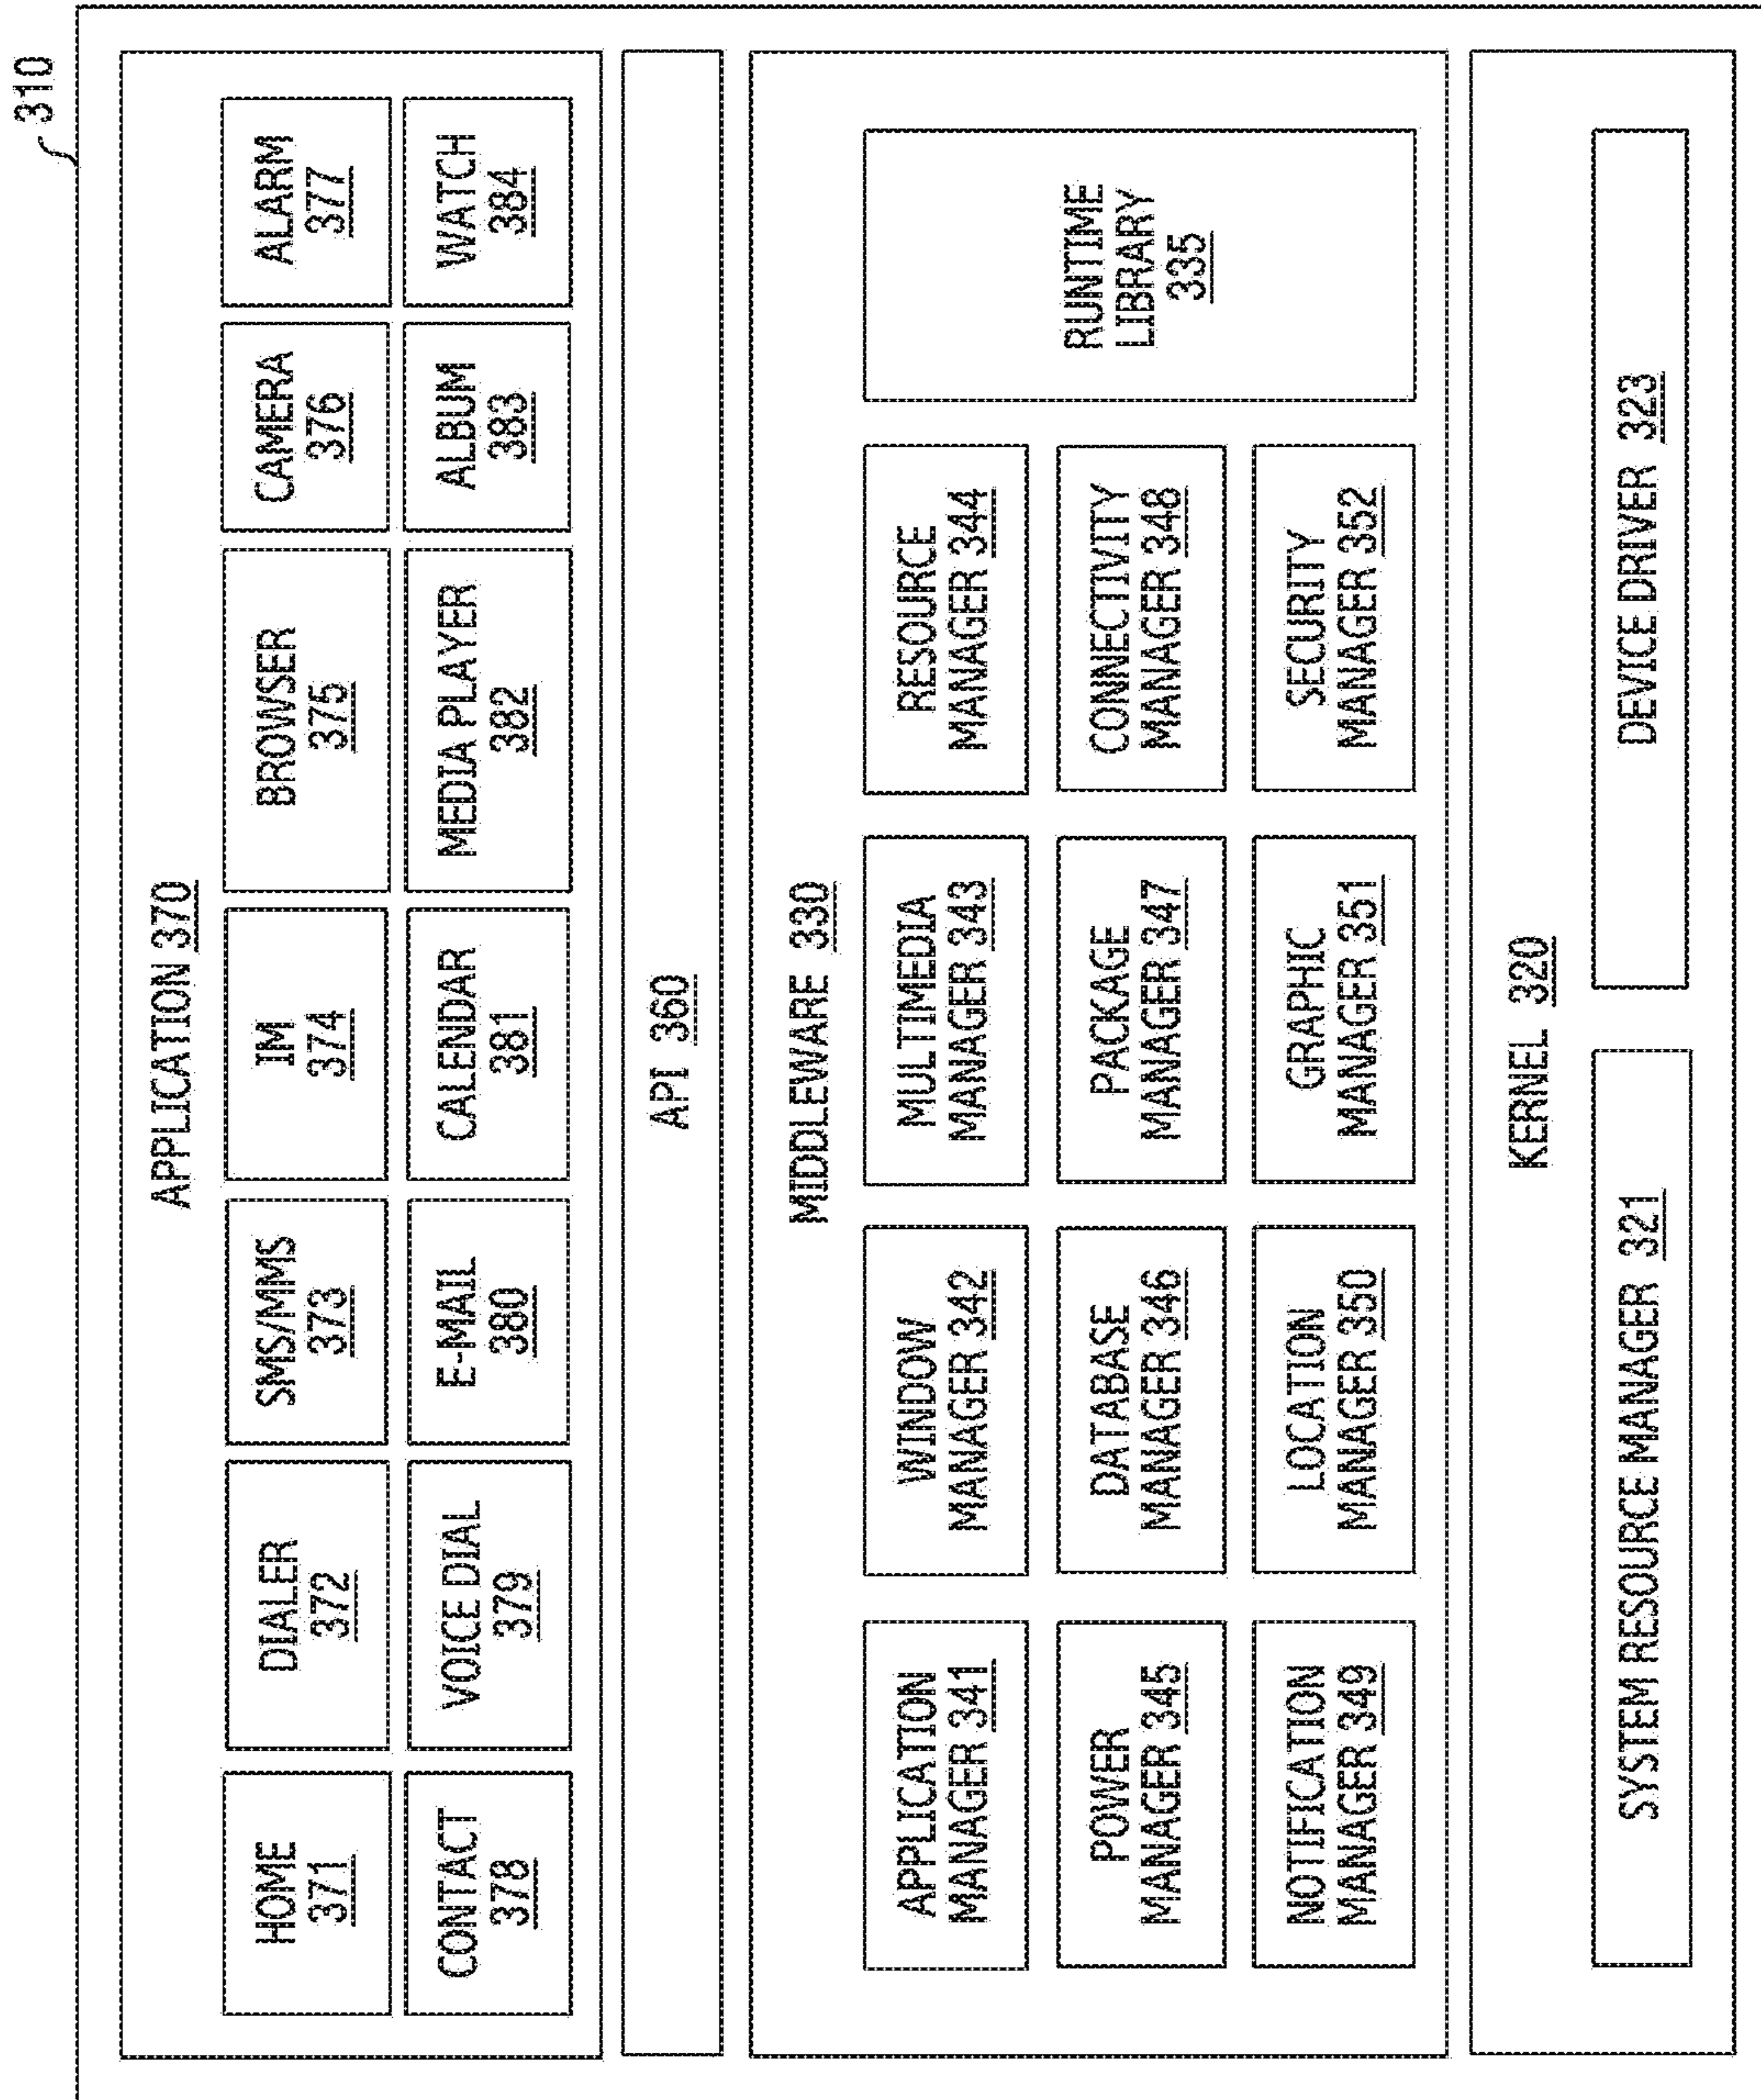 310
APPLICATION 370
HOME
371
DIALER
372
SMS/MMS
373
IM
374
BROWSER
375
CAMERA
376
ALARM
377
CONTACT
378
VOICE DIAL
379
E-MAIL
380
CALENDAR
381
MEDIA PLAYER
382
ALBUM
383
WATCH
384
API 360
MIDDLEWARE 330
APPLICATION
MANAGER 341
WINDOW
MANAGER 342
MULTIMEDIA
MANAGER 343
RESOURCE
MANAGER 344
POWER
MANAGER 345
DATABASE
MANAGER 346
PACKAGE
MANAGER 347
CONNECTIVITY
MANAGER 348
NOTIFICATION
MANAGER 349
LOCATION
MANAGER 350
GRAPHIC
MANAGER 351
SECURITY
MANAGER 352
RUNTIME
LIBRARY
335
KERNEL 320
SYSTEM RESOURCE MANAGER 321
DEVICE DRIVER 323